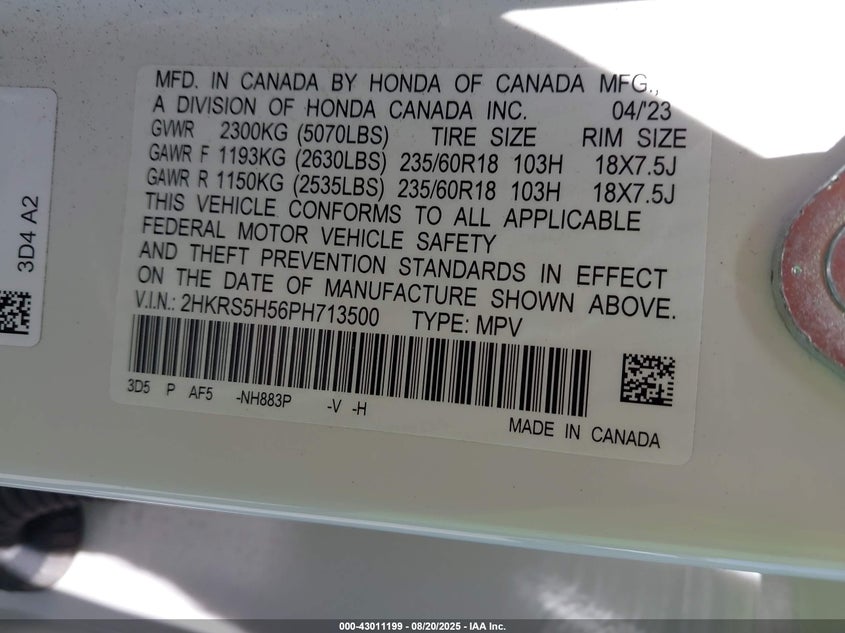 MFD. IN CANADA BY HONDA OF CANADA MFG.,
A DIVISION OF HONDA CANADA INC. 04/'23
GVWR 2300KG (5070LBS) TIRE SIZE RIM SIZE
GAWR F 1193KG (2630LBS) 235/60R18 103H 18X7.5J
GAWR R 1150KG (2535LBS) 235/60R18 103H 18X7.5J
THIS VEHICLE CONFORMS TO ALL APPLICABLE
FEDERAL MOTOR VEHICLE SAFETY
AND THEFT PREVENTION STANDARDS IN EFFECT
ON THE DATE OF MANUFACTURE SHOWN ABOVE.
V.I.N.: 2HKRS5H56PH713500 TYPE: MPV
3D5 P AF5 -NH883P -V -H
MADE IN CANADA
3D4 A2
000-43011199 - 08/20/2025 - IAA Inc.